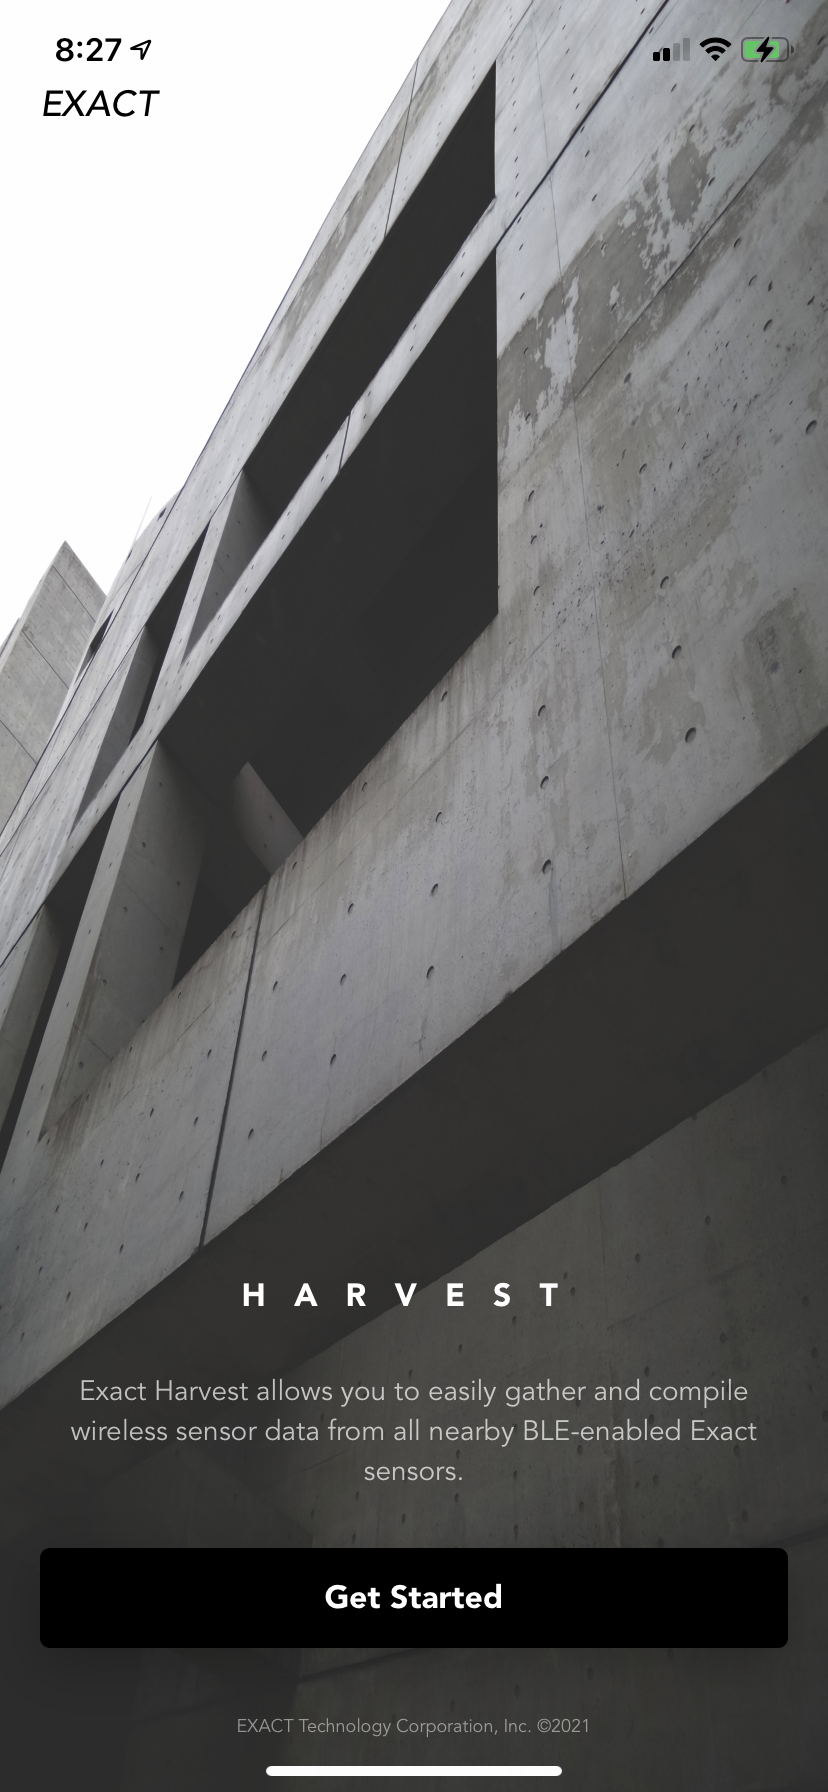 8:27
EXACT
HARVEST
Exact Harvest allows you to easily gather and compile
wireless sensor data from all nearby BLE-enabled Exact
sensors.
Get Started
EXACT Technology Corporation, Inc. ©2021